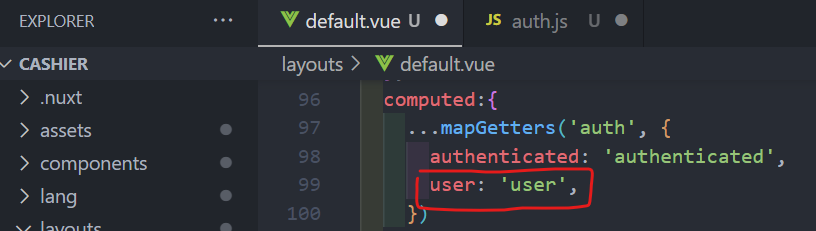 EXPLORER ···
default.vue U
JS auth.js U
CASHIER
layouts > default.vue
.nuxt
assets
components
lang
layouts
96 computed:{
97 ...mapGetters('auth', {
98 authenticated: 'authenticated',
99 user: 'user',
100 })